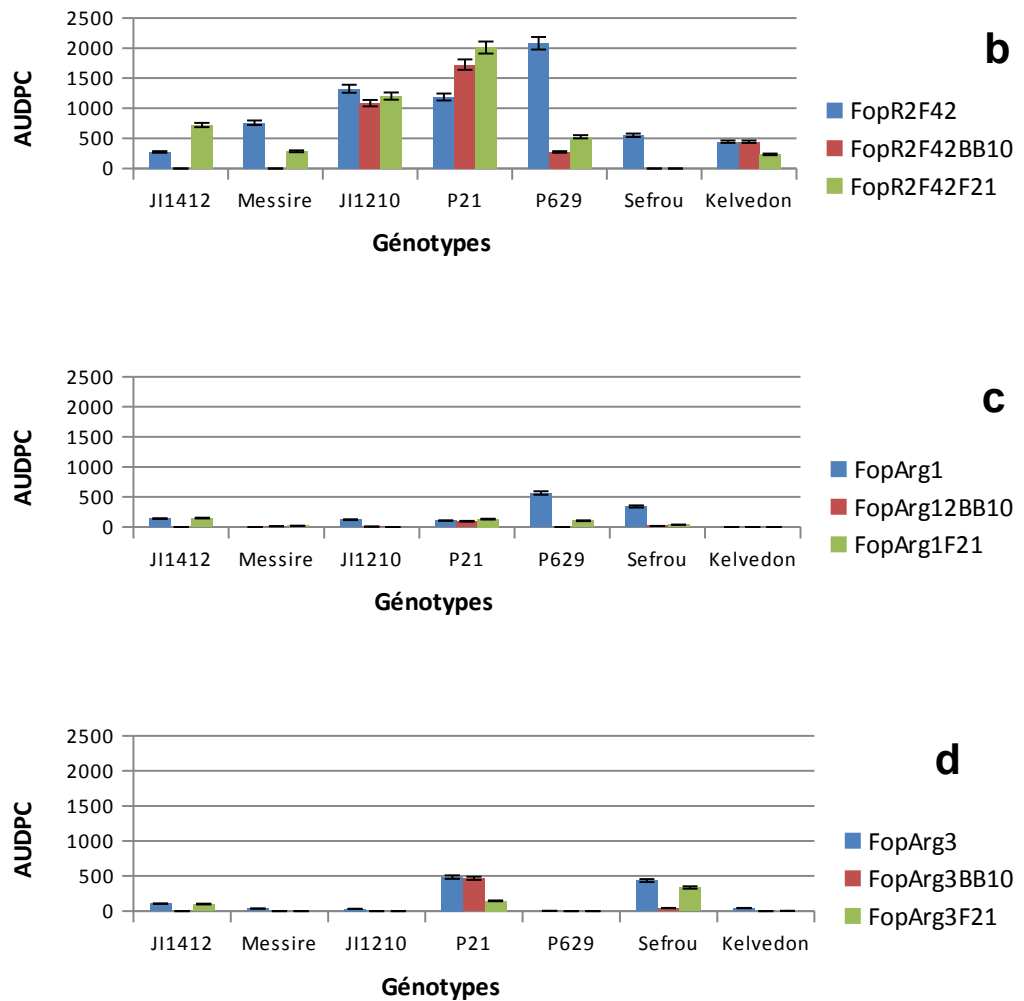 2500
2000
1500
1000
500
0
AUDPC
JI1412 Messire JI1210 P21 P629 Sefrou Kelvedon
Génotypes
b
FopR2F42
FopR2F42BB10
FopR2F42F21
2500
2000
1500
1000
500
0
AUDPC
JI1412 Messire JI1210 P21 P629 Sefrou Kelvedon
Génotypes
c
FopArg1
FopArg12BB10
FopArg1F21
2500
2000
1500
1000
500
0
AUDPC
JI1412 Messire JI1210 P21 P629 Sefrou Kelvedon
Génotypes
d
FopArg3
FopArg3BB10
FopArg3F21